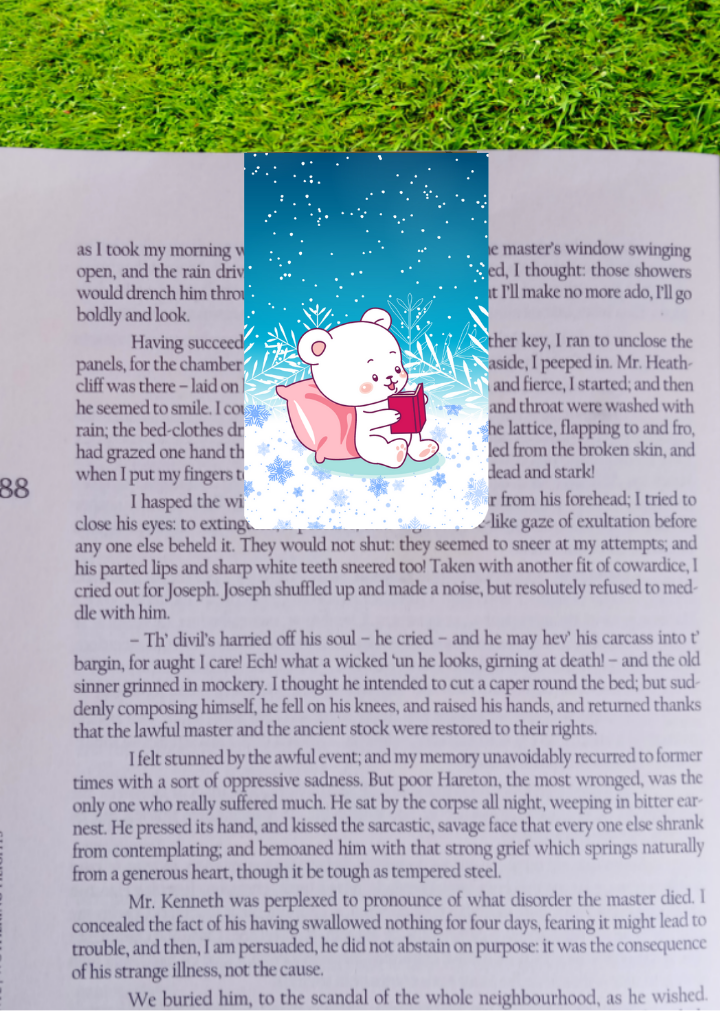 as I took my morning w e master's window swinging
open, and the rain driv ed, I thought: those showers
would drench him throu t I'll make no more ado, I'll go
boldly and look.
Having succeed ther key, I ran to unclose the
panels, for the chamber aside, I peeped in. Mr. Heath-
cliff was there – laid on and fierce, I started; and then
he seemed to smile. I cou and throat were washed with
rain; the bed-clothes dr he lattice, flapping to and fro,
had grazed one hand th led from the broken skin, and
when I put my fingers t dead and stark!
88
I hasped the wi r from his forehead; I tried to
close his eyes: to exting -like gaze of exultation before
any one else beheld it. They would not shut: they seemed to sneer at my attempts; and
his parted lips and sharp white teeth sneered too! Taken with another fit of cowardice, I
cried out for Joseph. Joseph shuffled up and made a noise, but resolutely refused to med-
dle with him.
– Th' divil's harried off his soul – he cried – and he may hev' his carcass into t'
bargin, for aught I care! Ech! what a wicked 'un he looks, girning at death! – and the old
sinner grinned in mockery. I thought he intended to cut a caper round the bed; but sud-
denly composing himself, he fell on his knees, and raised his hands, and returned thanks
that the lawful master and the ancient stock were restored to their rights.
I felt stunned by the awful event; and my memory unavoidably recurred to former
times with a sort of oppressive sadness. But poor Hareton, the most wronged, was the
only one who really suffered much. He sat by the corpse all night, weeping in bitter ear-
nest. He pressed its hand, and kissed the sarcastic, savage face that every one else shrank
from contemplating; and bemoaned him with that strong grief which springs naturally
from a generous heart, though it be tough as tempered steel.
Mr. Kenneth was perplexed to pronounce of what disorder the master died. I
concealed the fact of his having swallowed nothing for four days, fearing it might lead to
trouble, and then, I am persuaded, he did not abstain on purpose: it was the consequence
of his strange illness, not the cause.
We buried him, to the scandal of the whole neighbourhood, as he wished.